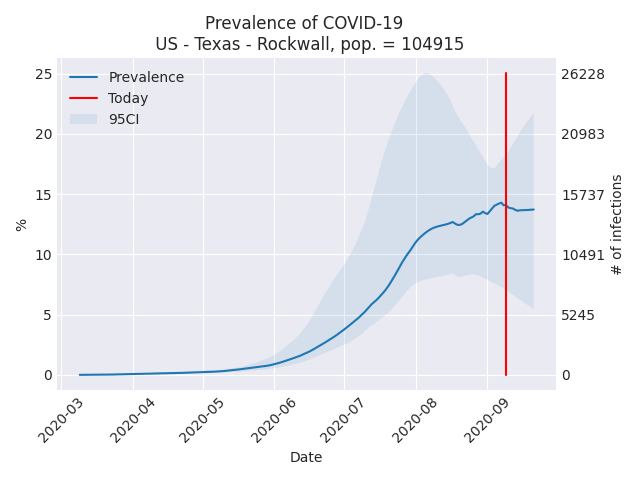 Prevalence of COVID-19
US - Texas - Rockwall, pop. = 104915
Prevalence
Today
95CI
25
20
15
10
5
0
%
26228
20983
15737
10491
5245
0
# of infections
2020-03
2020-04
2020-05
2020-06
2020-07
2020-08
2020-09
Date